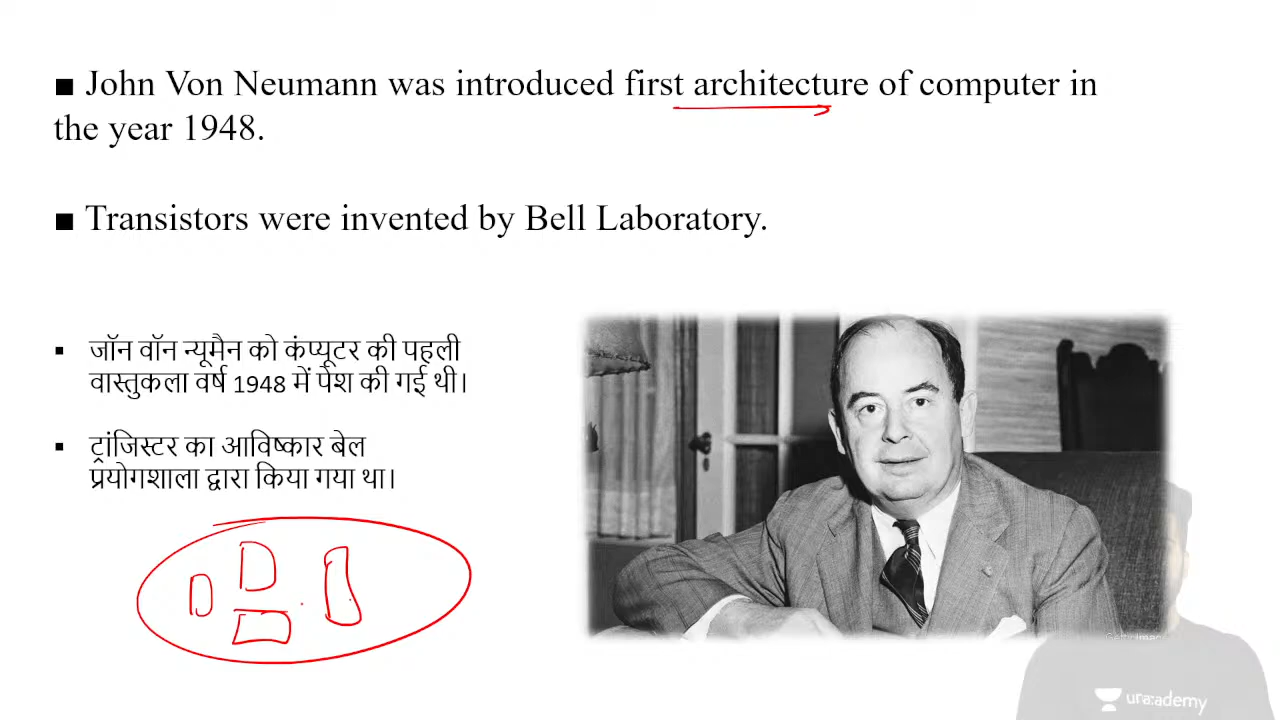 ■ John Von Neumann was introduced first architecture of computer in
the year 1948.
■ Transistors were invented by Bell Laboratory.
▪ जॉन वॉन न्यूमैन को कंप्यूटर की पहली
वास्तुकला वर्ष 1948 में पेश की गई थी।
▪ ट्रांजिस्टर का आविष्कार बेल
प्रयोगशाला द्वारा किया गया था।